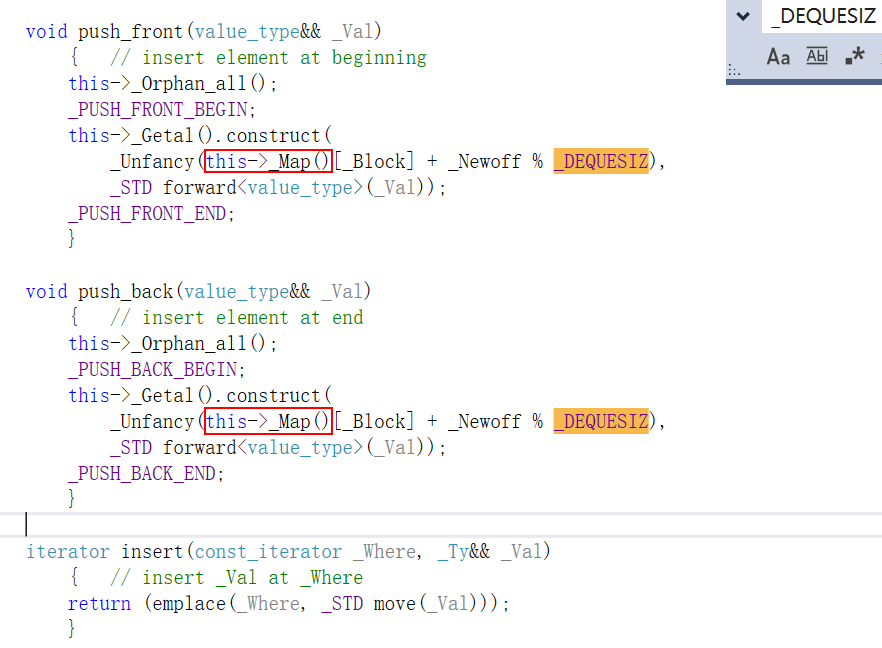 _DEQUESIZ
Aa Abl .*
void push_front(value_type&& _Val)
    {   // insert element at beginning
    this->_Orphan_all();
    _PUSH_FRONT_BEGIN;
    this->_Getal().construct(
        _Unfancy(this->_Map()[_Block] + _Newoff % _DEQUESIZ),
        _STD forward<value_type>(_Val));
    _PUSH_FRONT_END;
    }
void push_back(value_type&& _Val)
    {   // insert element at end
    this->_Orphan_all();
    _PUSH_BACK_BEGIN;
    this->_Getal().construct(
        _Unfancy(this->_Map()[_Block] + _Newoff % _DEQUESIZ),
        _STD forward<value_type>(_Val));
    _PUSH_BACK_END;
    }
iterator insert(const_iterator _Where, _Ty&& _Val)
    {   // insert _Val at _Where
    return (emplace(_Where, _STD move(_Val)));
    }